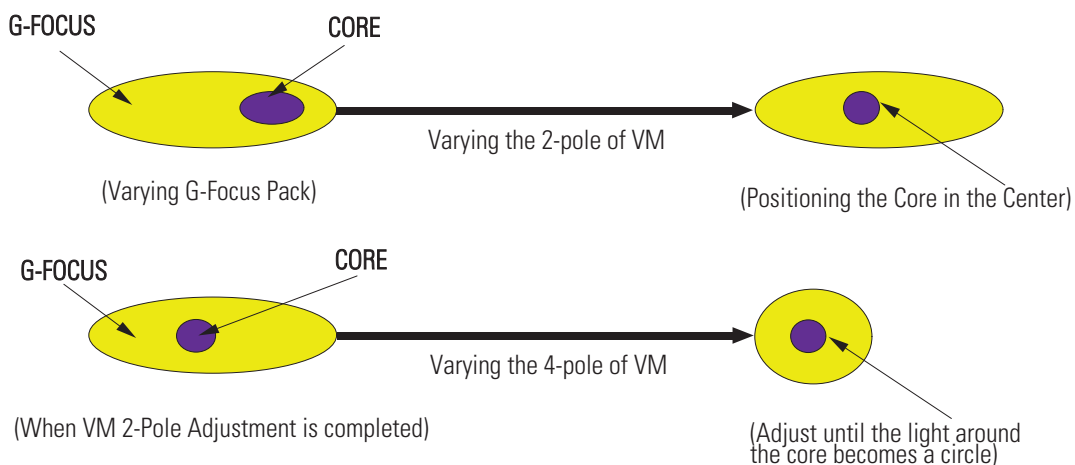 G-FOCUS
CORE
Varying the 2-pole of VM
(Varying G-Focus Pack)
(Positioning the Core in the Center)
G-FOCUS
CORE
Varying the 4-pole of VM
(When VM 2-Pole Adjustment is completed)
(Adjust until the light around
the core becomes a circle)